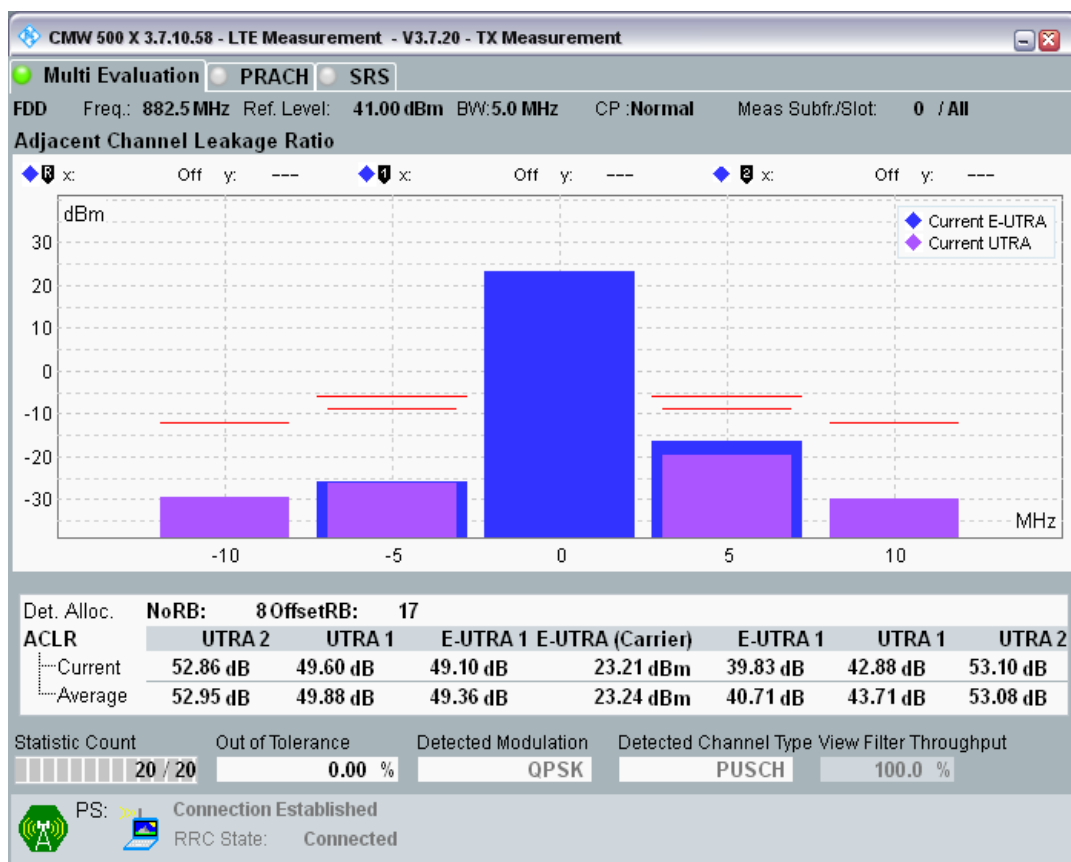 CMW 500 X 3.7.10.58 - LTE Measurement - V3.7.20 - TX Measurement
Multi Evaluation PRACH SRS
FDD Freq.: 882.5 MHz Ref. Level: 41.00 dBm BW:5.0 MHz CP :Normal Meas Subfr./Slot: 0 / All
Adjacent Channel Leakage Ratio
R x: Off y: --- 1 x: Off y: --- 2 x: Off y: ---
dBm
Current E-UTRA
Current UTRA
30
20
10
0
-10
-20
-30
MHz
-10 -5 0 5 10
Det. Alloc. NoRB: 8 OffsetRB: 17
ACLR UTRA 2 UTRA 1 E-UTRA 1 E-UTRA (Carrier) E-UTRA 1 UTRA 1 UTRA 2
Current 52.86 dB 49.60 dB 49.10 dB 23.21 dBm 39.83 dB 42.88 dB 53.10 dB
Average 52.95 dB 49.88 dB 49.36 dB 23.24 dBm 40.71 dB 43.71 dB 53.08 dB
Statistic Count Out of Tolerance Detected Modulation Detected Channel Type View Filter Throughput
20 / 20 0.00 % QPSK PUSCH 100.0 %
PS: Connection Established
RRC State: Connected